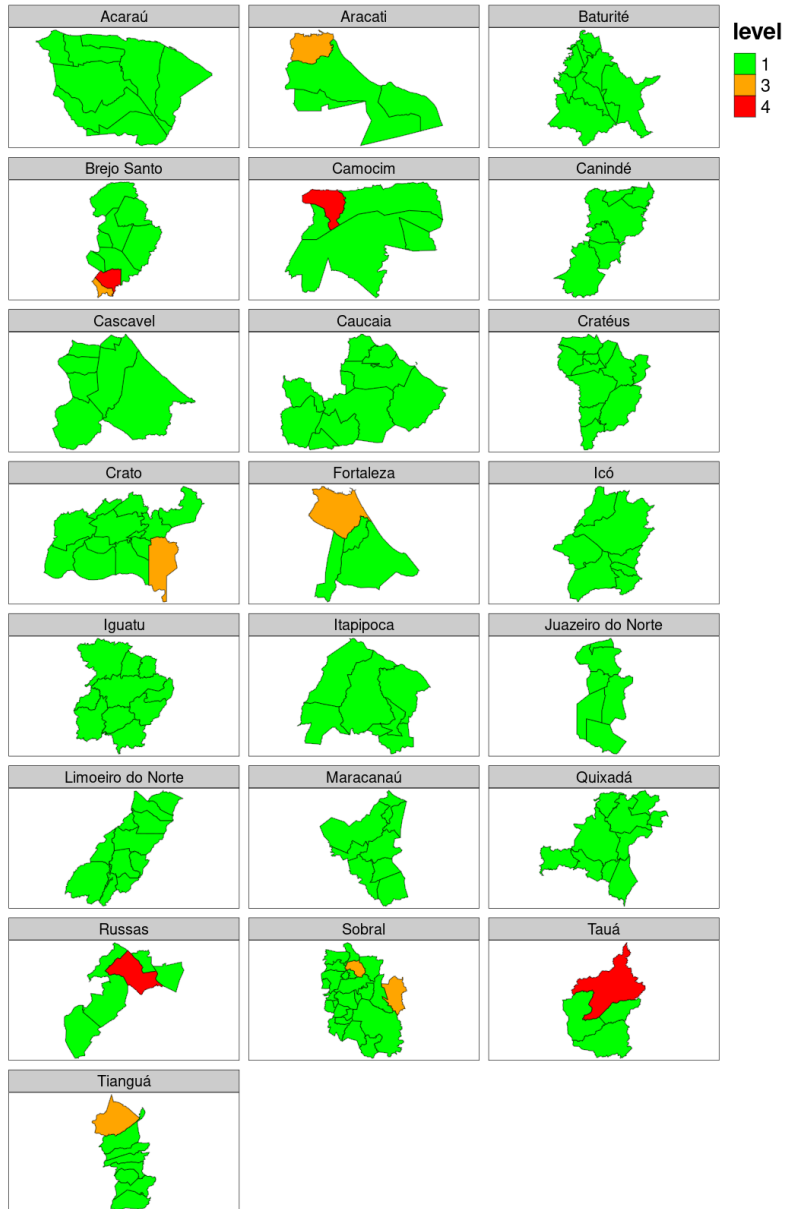 Acaraú
Aracati
Baturité
level
1
3
4
Brejo Santo
Camocim
Canindé
Cascavel
Caucaia
Cratéus
Crato
Fortaleza
Icó
Iguatu
Itapipoca
Juazeiro do Norte
Limoeiro do Norte
Maracanaú
Quixadá
Russas
Sobral
Tauá
Tianguá